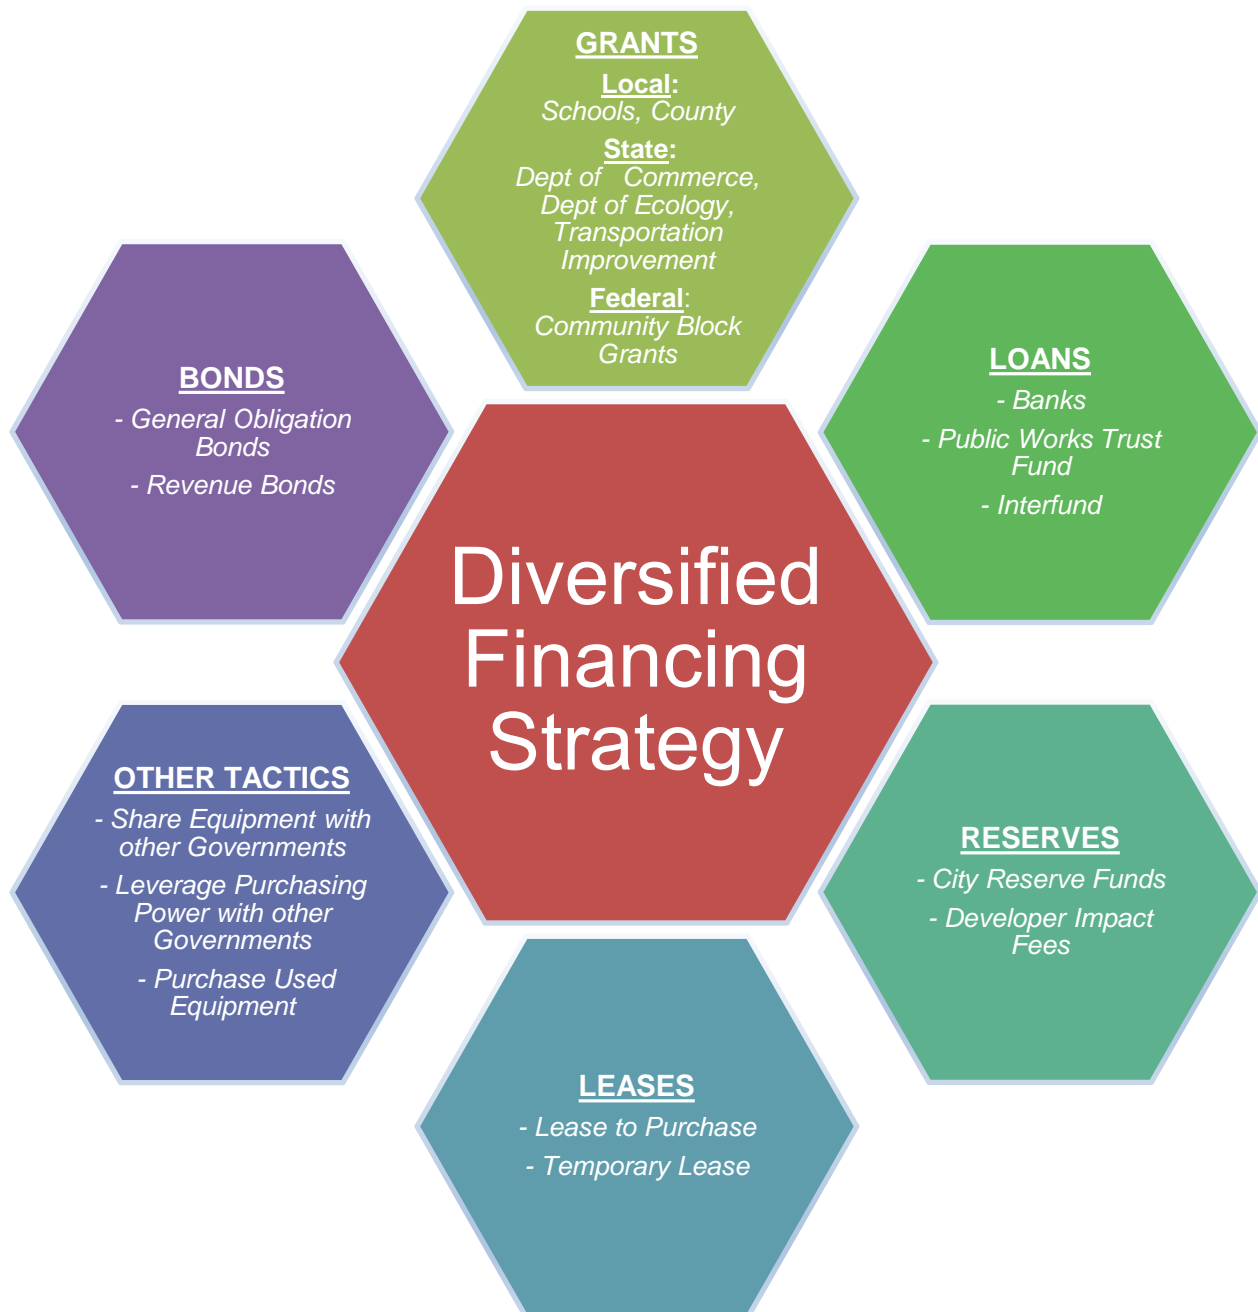 GRANTS
Local:
Schools, County
State:
Dept of Commerce,
Dept of Ecology,
Transportation
Improvement
Federal:
Community Block
Grants
LOANS
- Banks
- Public Works Trust
Fund
- Interfund
RESERVES
- City Reserve Funds
- Developer Impact
Fees
LEASES
- Lease to Purchase
- Temporary Lease
OTHER TACTICS
- Share Equipment with
other Governments
- Leverage Purchasing
Power with other
Governments
- Purchase Used
Equipment
BONDS
- General Obligation
Bonds
- Revenue Bonds
Diversified
Financing
Strategy